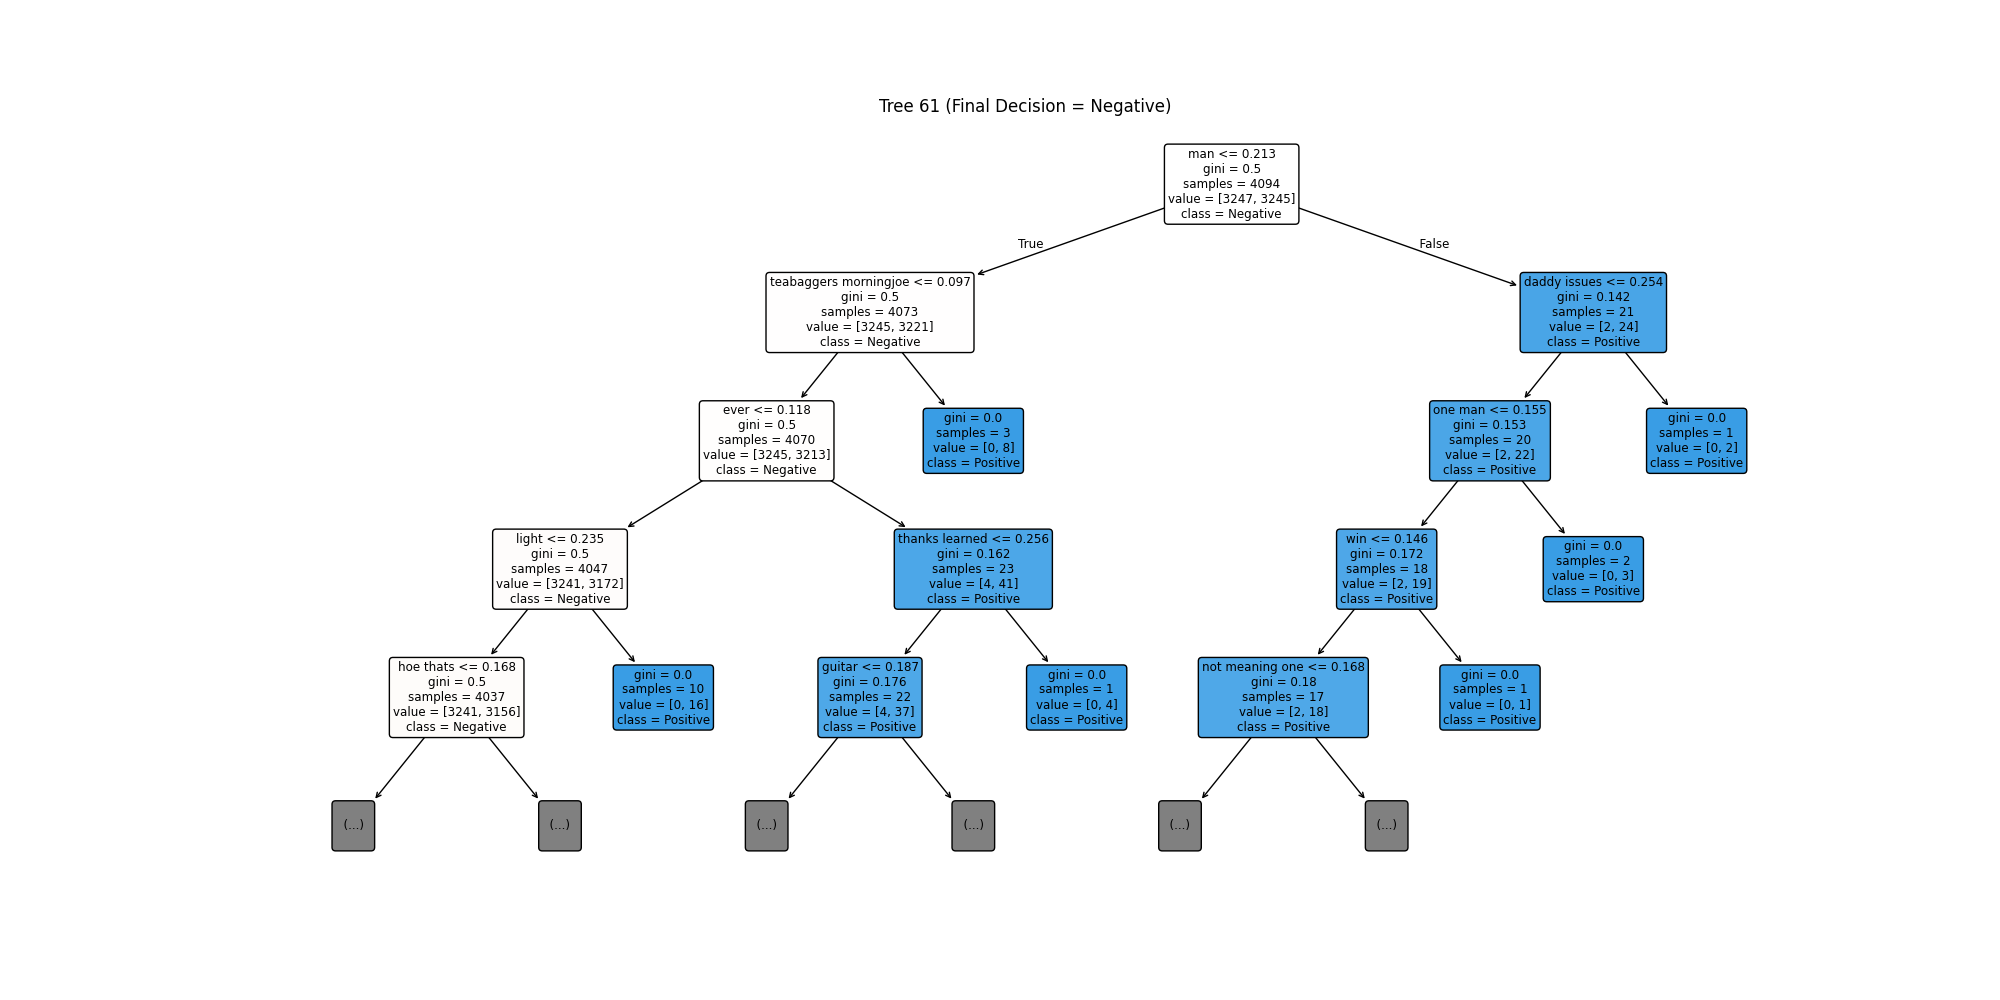 Tree 61 (Final Decision = Negative)
man <= 0.213
gini = 0.5
samples = 4094
value = [3247, 3245]
class = Negative
True
False
teabaggers morningjoe <= 0.097
gini = 0.5
samples = 4073
value = [3245, 3221]
class = Negative
daddy issues <= 0.254
gini = 0.142
samples = 21
value = [2, 24]
class = Positive
ever <= 0.118
gini = 0.5
samples = 4070
value = [3245, 3213]
class = Negative
gini = 0.0
samples = 3
value = [0, 8]
class = Positive
one man <= 0.155
gini = 0.153
samples = 20
value = [2, 22]
class = Positive
gini = 0.0
samples = 1
value = [0, 2]
class = Positive
light <= 0.235
gini = 0.5
samples = 4047
value = [3241, 3172]
class = Negative
thanks learned <= 0.256
gini = 0.162
samples = 23
value = [4, 41]
class = Positive
win <= 0.146
gini = 0.172
samples = 18
value = [2, 19]
class = Positive
gini = 0.0
samples = 2
value = [0, 3]
class = Positive
hoe thats <= 0.168
gini = 0.5
samples = 4037
value = [3241, 3156]
class = Negative
gini = 0.0
samples = 10
value = [0, 16]
class = Positive
guitar <= 0.187
gini = 0.176
samples = 22
value = [4, 37]
class = Positive
gini = 0.0
samples = 1
value = [0, 4]
class = Positive
not meaning one <= 0.168
gini = 0.18
samples = 17
value = [2, 18]
class = Positive
gini = 0.0
samples = 1
value = [0, 1]
class = Positive
(...)
(...)
(...)
(...)
(...)
(...)